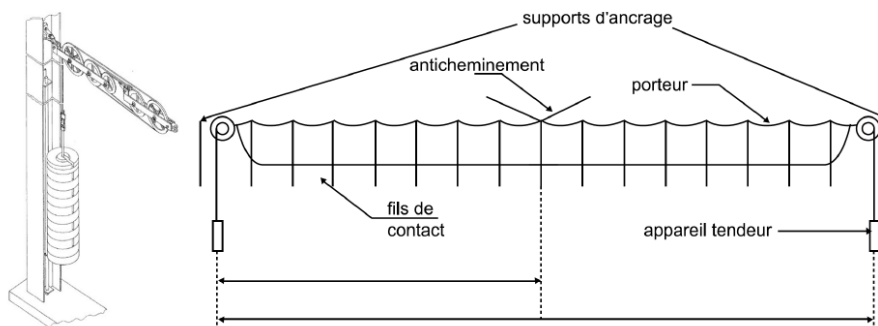 supports d'ancrage
anticheminement
porteur
fils de
contact
appareil tendeur